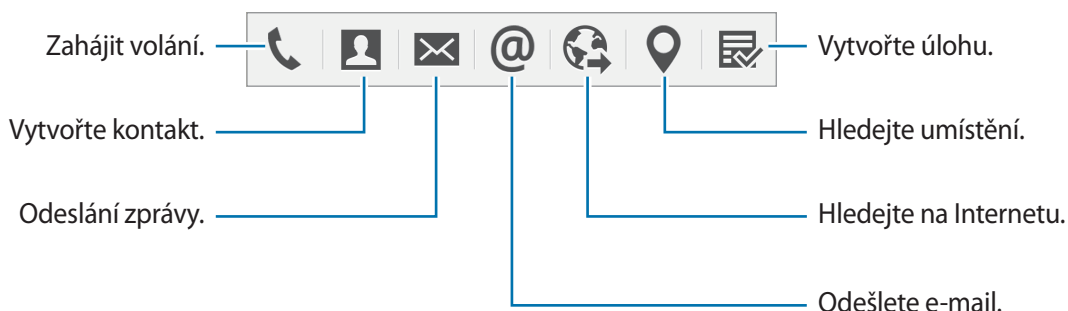 Zahájit volání.
Vytvořte úlohu.
Vytvořte kontakt.
Hledejte umístění.
Odeslání zprávy.
Hledejte na Internetu.
Odešlete e-mail.